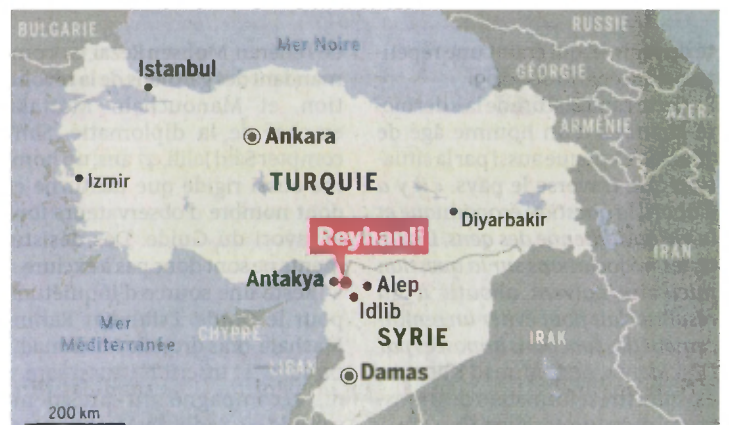 BULGARIE
RUSSIE
Mer Noire
GÉORGIE
Istanbul
AZER.
ARMÉNIE
Ankara
Izmir
TURQUIE
Diyarbakir
Reyhanli
IRAN
Antakya
Alep
Idlib
Mer
Méditerranée
CHYPRE
SYRIE
IRAK
LIBAN
Damas
200 km